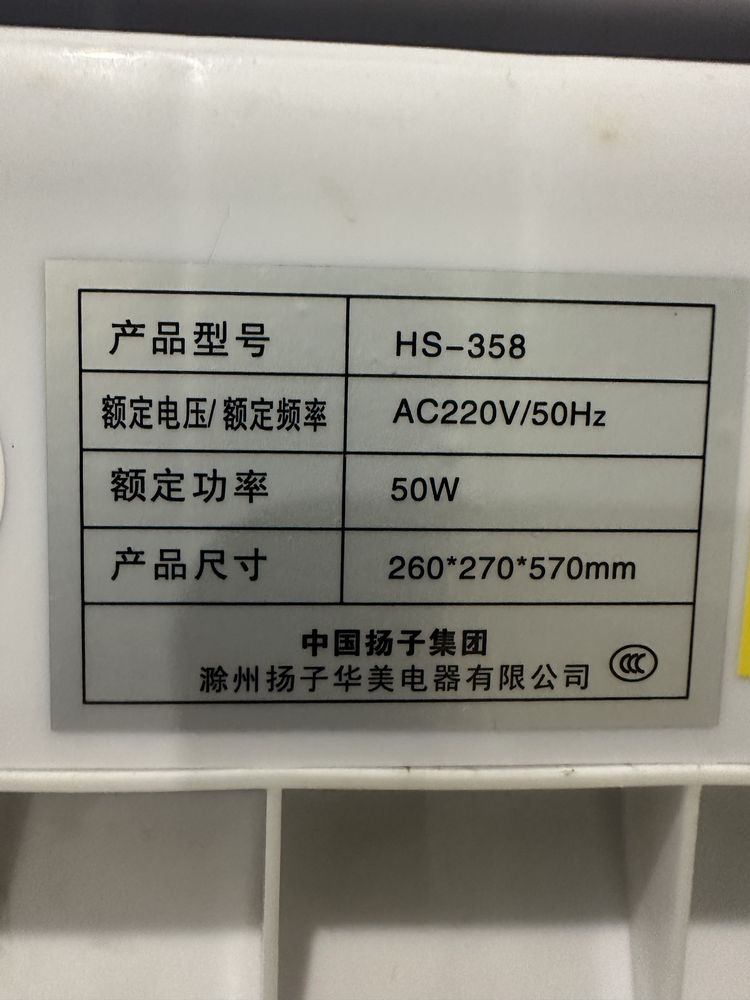 产品型号 HS-358
额定电压/额定频率 AC220V/50Hz
额定功率 50W
产品尺寸 260*270*570mm
中国扬子集团
滁州扬子华美电器有限公司
CCC